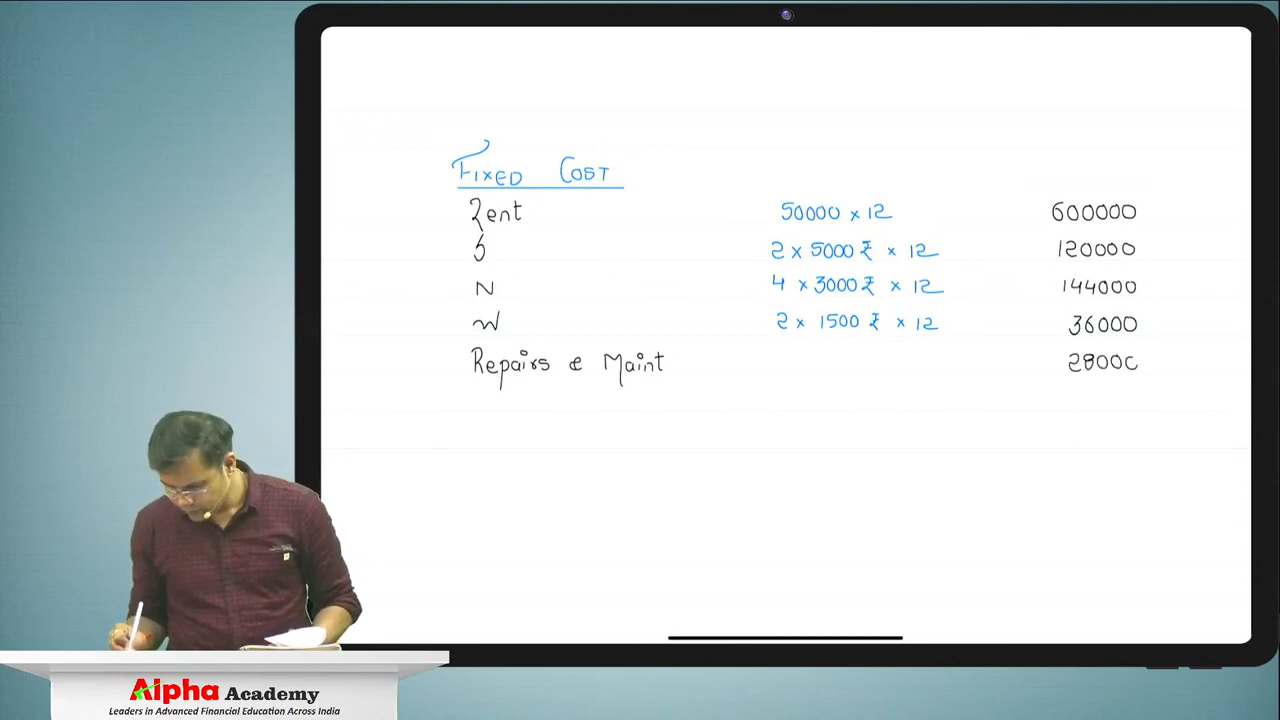 FIXED COST
Rent 50000 × 12 600000
S 2 × 5000 ₹ × 12 120000
N 4 × 3000 ₹ × 12 144000
W 2 × 1500 ₹ × 12 36000
Repairs & Maint 28000
Alpha Academy
Leaders in Advanced Financial Education Across India